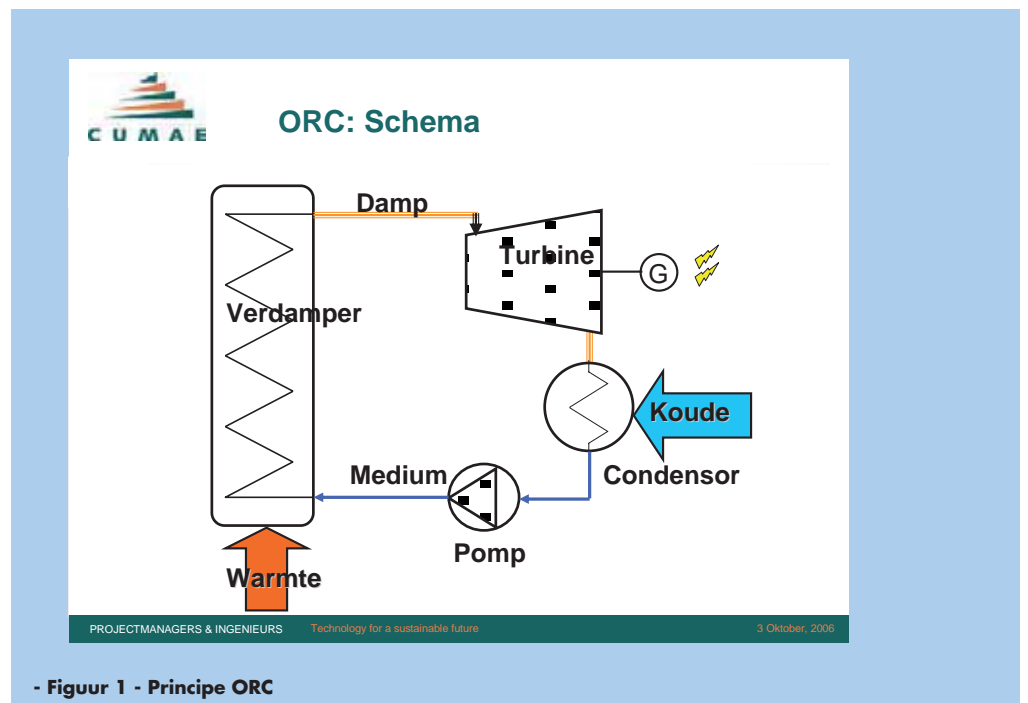 CUMAE
ORC: Schema
Damp
Turbine
G
Verdamper
Koude
Medium
Condensor
Pomp
Warmte
PROJECTMANAGERS & INGENIEURS Technology for a sustainable future 3 Oktober, 2006
- Figuur 1 - Principe ORC